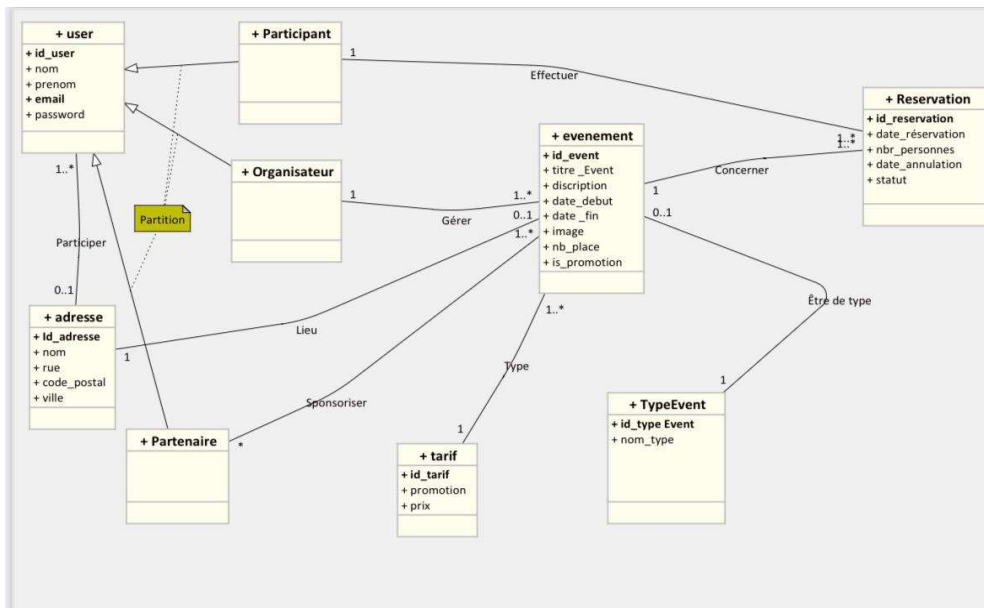 + user
+ id_user
+ nom
+ prenom
+ email
+ password
+ Participant
1
Effectuer
+ Reservation
+ id_reservation
+ date_réservation
+ nbr_personnes
+ date_annulation
+ statut
1..*
1..*
+ evenement
+ id_event
+ titre _Event
+ discription
+ date_debut
+ date _fin
+ image
+ nb_place
+ is_promotion
1
Concerner
+ Organisateur
1
Gérer
1..*
0..1
1..*
0..1
Partition
1..*
Participer
0..1
+ adresse
+ Id_adresse
+ nom
+ rue
+ code_postal
+ ville
1
Lieu
Être de type
1..*
Type
1
1
Sponsoriser
*
+ Partenaire
+ tarif
+ id_tarif
+ promotion
+ prix
+ TypeEvent
+ id_type Event
+ nom_type